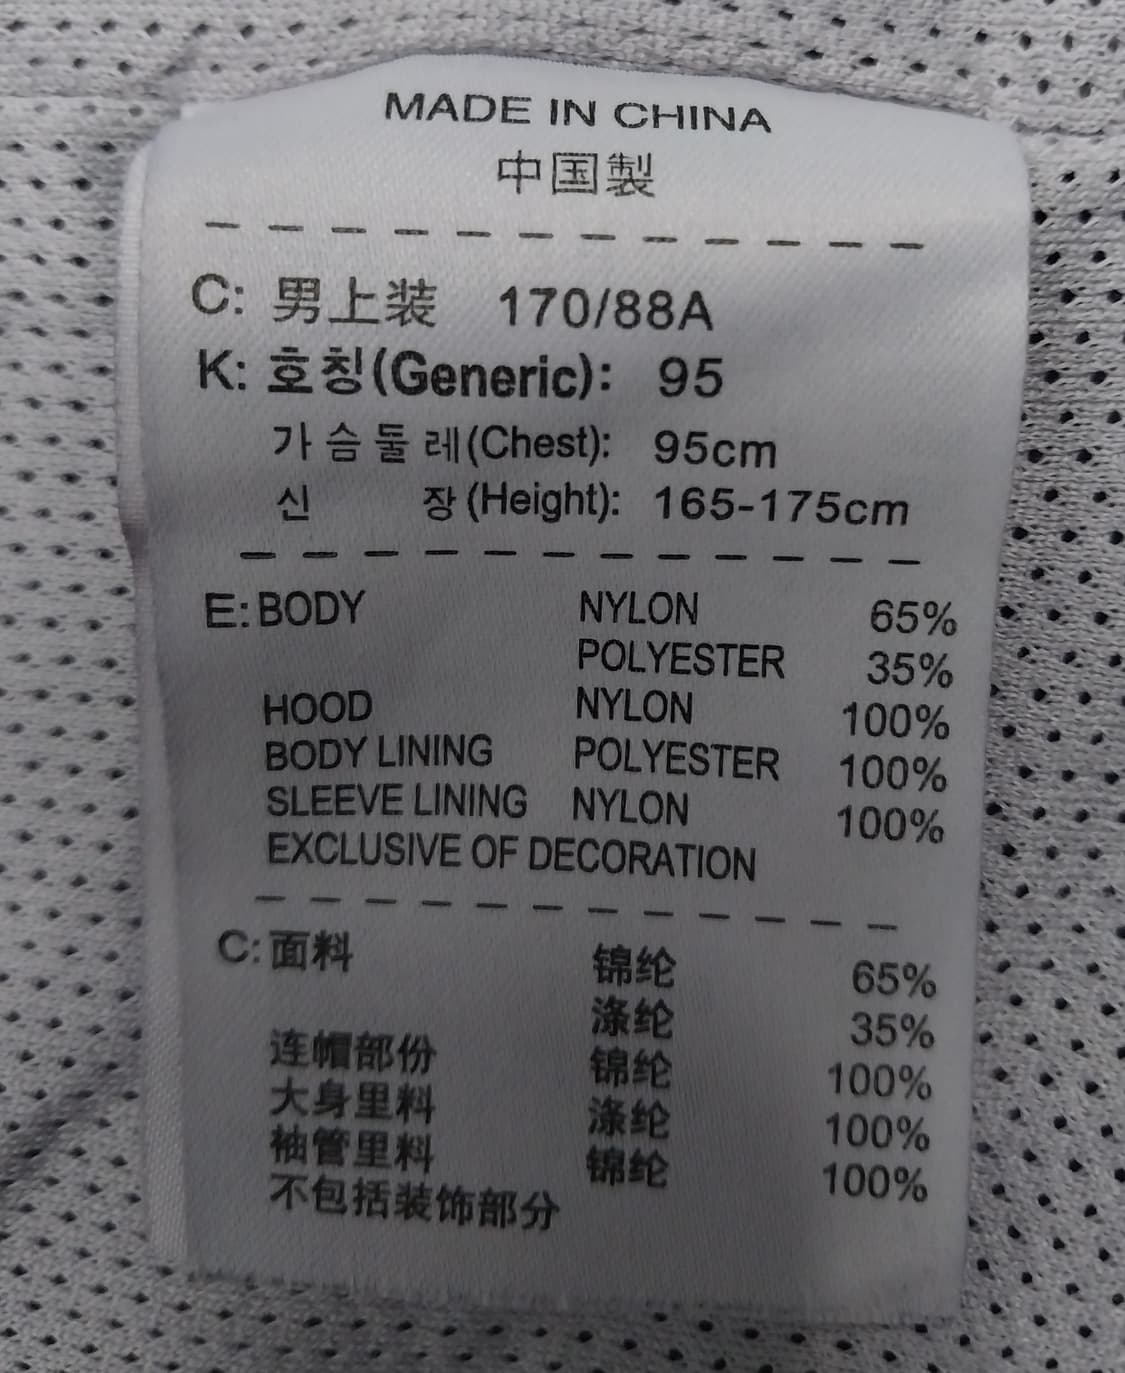 MADE IN CHINA
中国製
C: 男上装 170/88A
K: 호칭(Generic): 95
가슴둘레(Chest): 95cm
신 장(Height): 165-175cm
E: BODY NYLON 65%
POLYESTER 35%
HOOD NYLON 100%
BODY LINING POLYESTER 100%
SLEEVE LINING NYLON 100%
EXCLUSIVE OF DECORATION
C: 面料 锦纶 65%
涤纶 35%
连帽部份 锦纶 100%
大身里料 涤纶 100%
袖管里料 锦纶 100%
不包括装饰部分